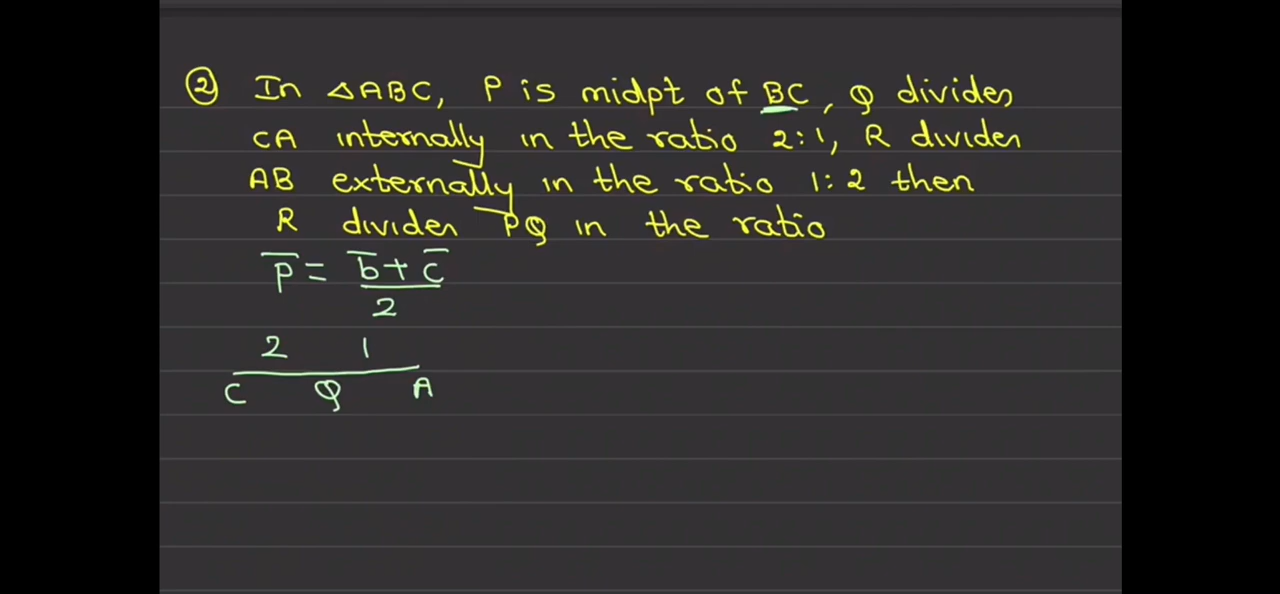 ② In △ABC, P is midpt of BC, Q divides
CA internally in the ratio 2:1, R divides
AB externally in the ratio 1:2 then
R divides PQ in the ratio
p̅ = b̅ + c̅
2
2 1
C Q A